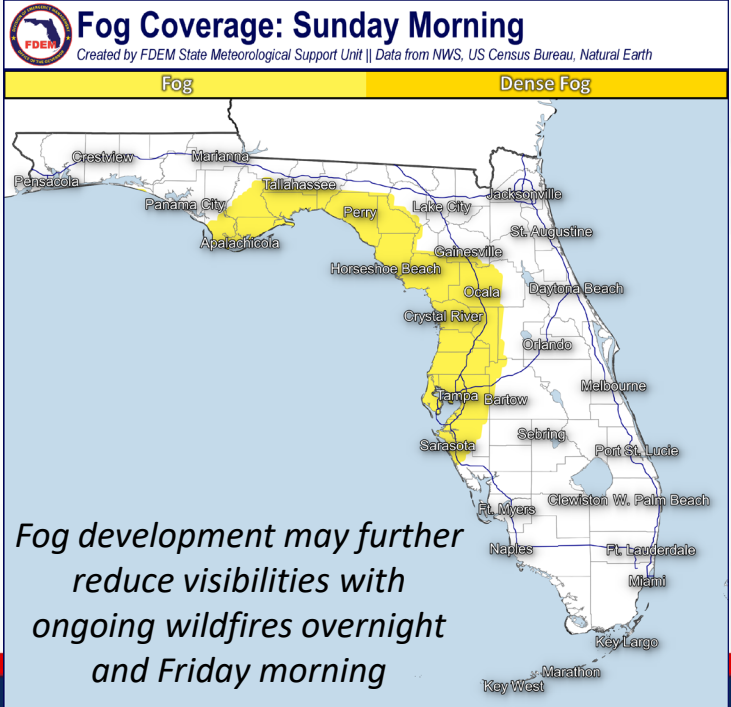 Fog Coverage: Sunday Morning
Created by FDEM State Meteorological Support Unit || Data from NWS, US Census Bureau, Natural Earth
FDEM
Fog
Dense Fog
Crestview
Marianna
Pensacola
Tallahassee
Jacksonville
Panama City
Perry
Lake City
St. Augustine
Apalachicola
Gainesville
Horseshoe Beach
Ocala
Daytona Beach
Crystal River
Orlando
Tampa
Bartow
Melbourne
Sarasota
Sebring
Port St. Lucie
Ft. Myers
Clewiston
W. Palm Beach
Naples
Ft. Lauderdale
Miami
Key Largo
Marathon
Key West
Fog development may further
reduce visibilities with
ongoing wildfires overnight
and Friday morning